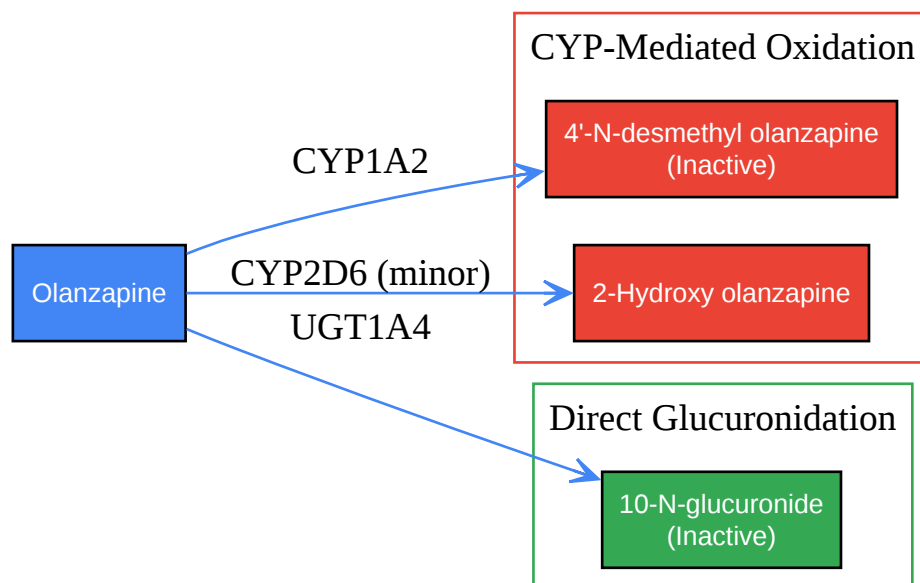 CYP-Mediated Oxidation
4'-N-desmethyl olanzapine
(Inactive)
CYP1A2
Olanzapine
CYP2D6 (minor)
2-Hydroxy olanzapine
UGT1A4
Direct Glucuronidation
10-N-glucuronide
(Inactive)